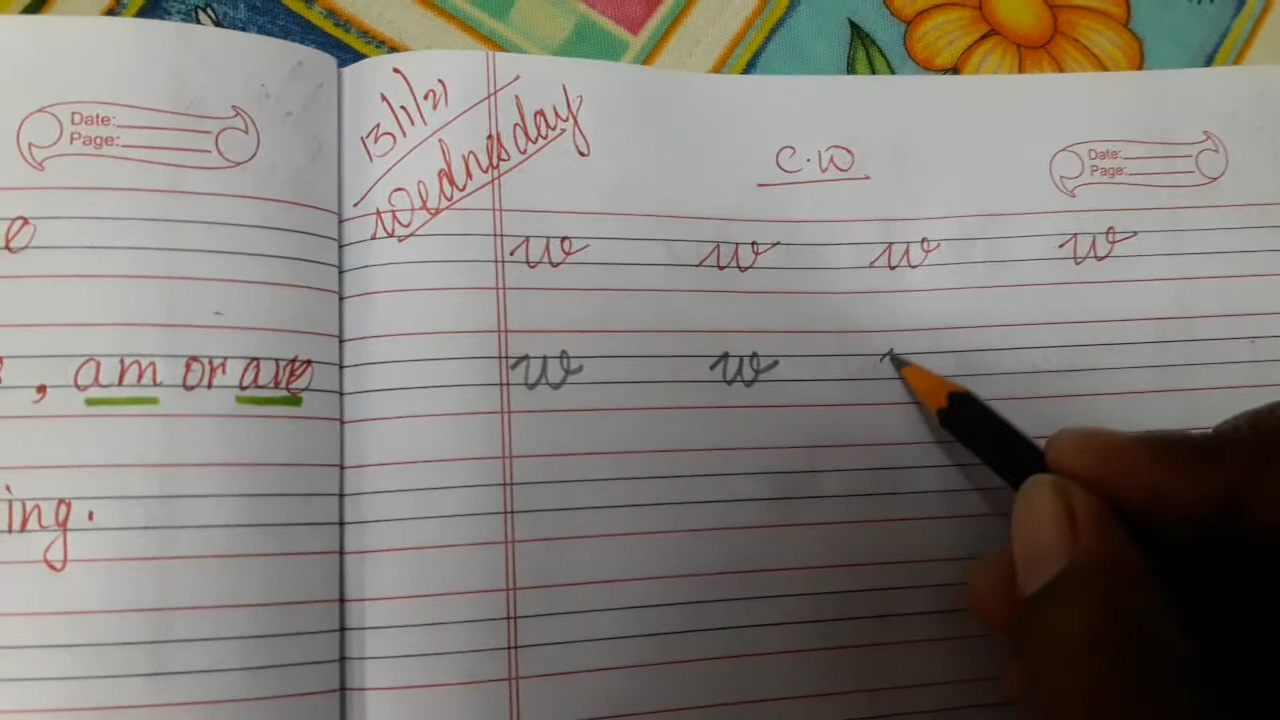 Date:
Page:
e
, am or are
ing.
13/1/21
Wednesday
C.W
Date:
Page:
w w w w
w w